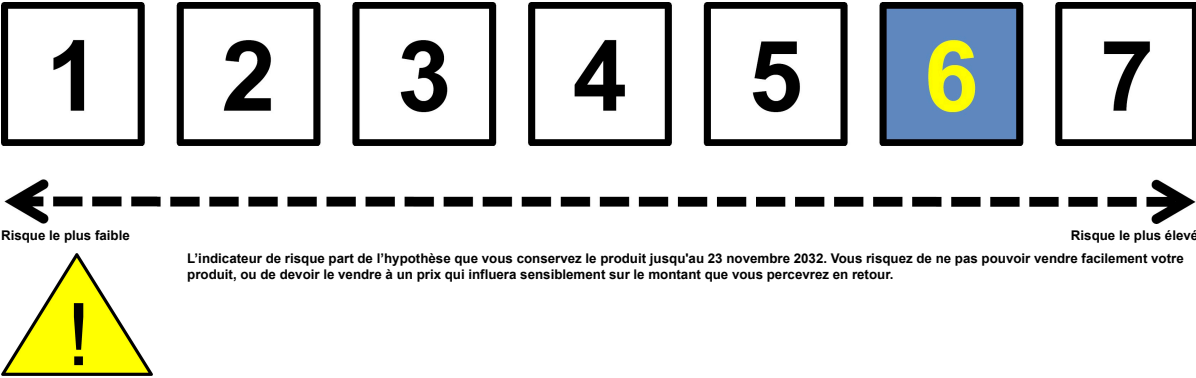 1 2 3 4 5 6 7
Risque le plus faible Risque le plus élevé
L'indicateur de risque part de l’hypothèse que vous conservez le produit jusqu'au 23 novembre 2032. Vous risquez de ne pas pouvoir vendre facilement votre
produit, ou de devoir le vendre à un prix qui influera sensiblement sur le montant que vous percevrez en retour.
!